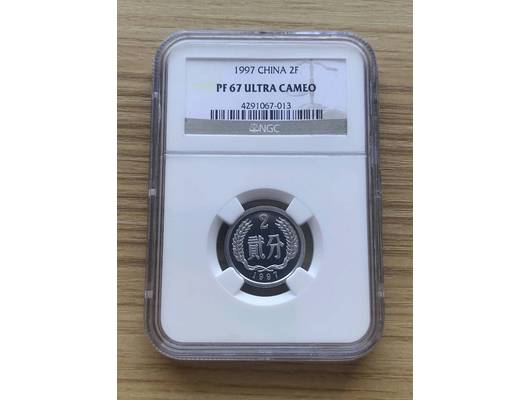 1997 CHINA 2F
PF 67 ULTRA CAMEO
4291067-013
NGC
2
贰分
1997